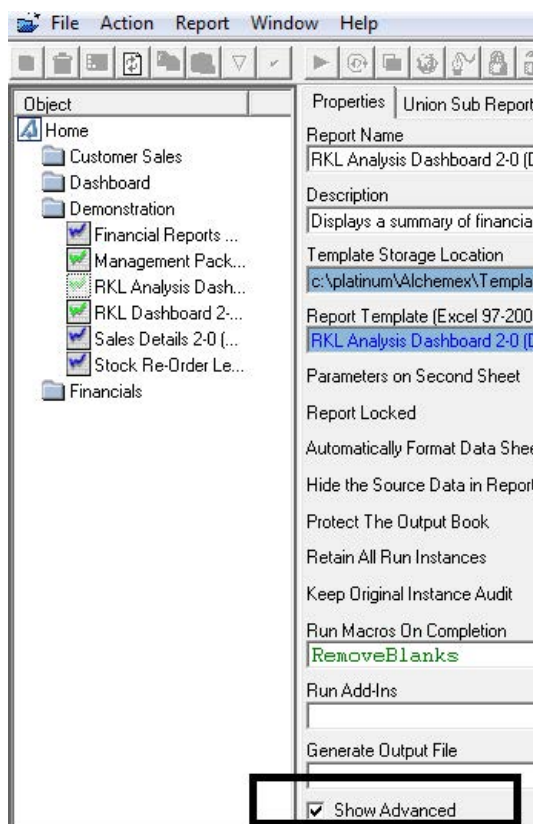 File Action Report Window Help
Object
Home
Customer Sales
Dashboard
Demonstration
Financial Reports ...
Management Pack...
RKL Analysis Dash...
RKL Dashboard 2-...
Sales Details 2-0 (...
Stock Re-Order Le...
Financials
Properties Union Sub Report
Report Name
RKL Analysis Dashboard 2-0 (D
Description
Displays a summary of financia
Template Storage Location
c:\platinum\Alchemex\Templa
Report Template (Excel 97-200
RKL Analysis Dashboard 2-0 (D
Parameters on Second Sheet
Report Locked
Automatically Format Data Shee
Hide the Source Data in Report
Protect The Output Book
Retain All Run Instances
Keep Original Instance Audit
Run Macros On Completion
RemoveBlanks
Run Add-Ins
Generate Output File
Show Advanced